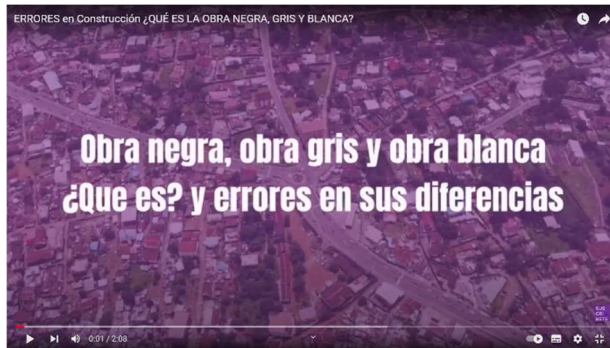 ERRORES en Construcción ¿QUÉ ES LA OBRA NEGRA, GRIS Y BLANCA?
Obra negra, obra gris y obra blanca
¿Que es? y errores en sus diferencias
0:01 / 2:08